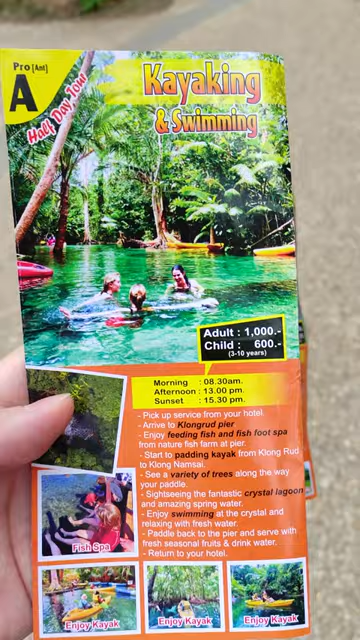 Pro [Ant]
A
Half Day Tour
Kayaking
& Swimming
Adult : 1,000.-
Child : 600.-
(3-10 years)
Morning : 08.30am.
Afternoon : 13.00 pm.
Sunset : 15.30 pm.
- Pick up service from your hotel.
- Arrive to Klongrud pier
- Enjoy feeding fish and fish foot spa
from nature fish farm at pier.
- Start to padding kayak from Klong Rud
to Klong Namsai.
- See a variety of trees along the way
your paddle.
- Sightseeing the fantastic crystal lagoon
and amazing spring water.
- Enjoy swimming at the crystal and
relaxing with fresh water.
- Paddle back to the pier and serve with
fresh seasonal fruits & drink water.
- Return to your hotel.
Fish Spa
Enjoy Kayak
Enjoy Kayak
Enjoy Kayak